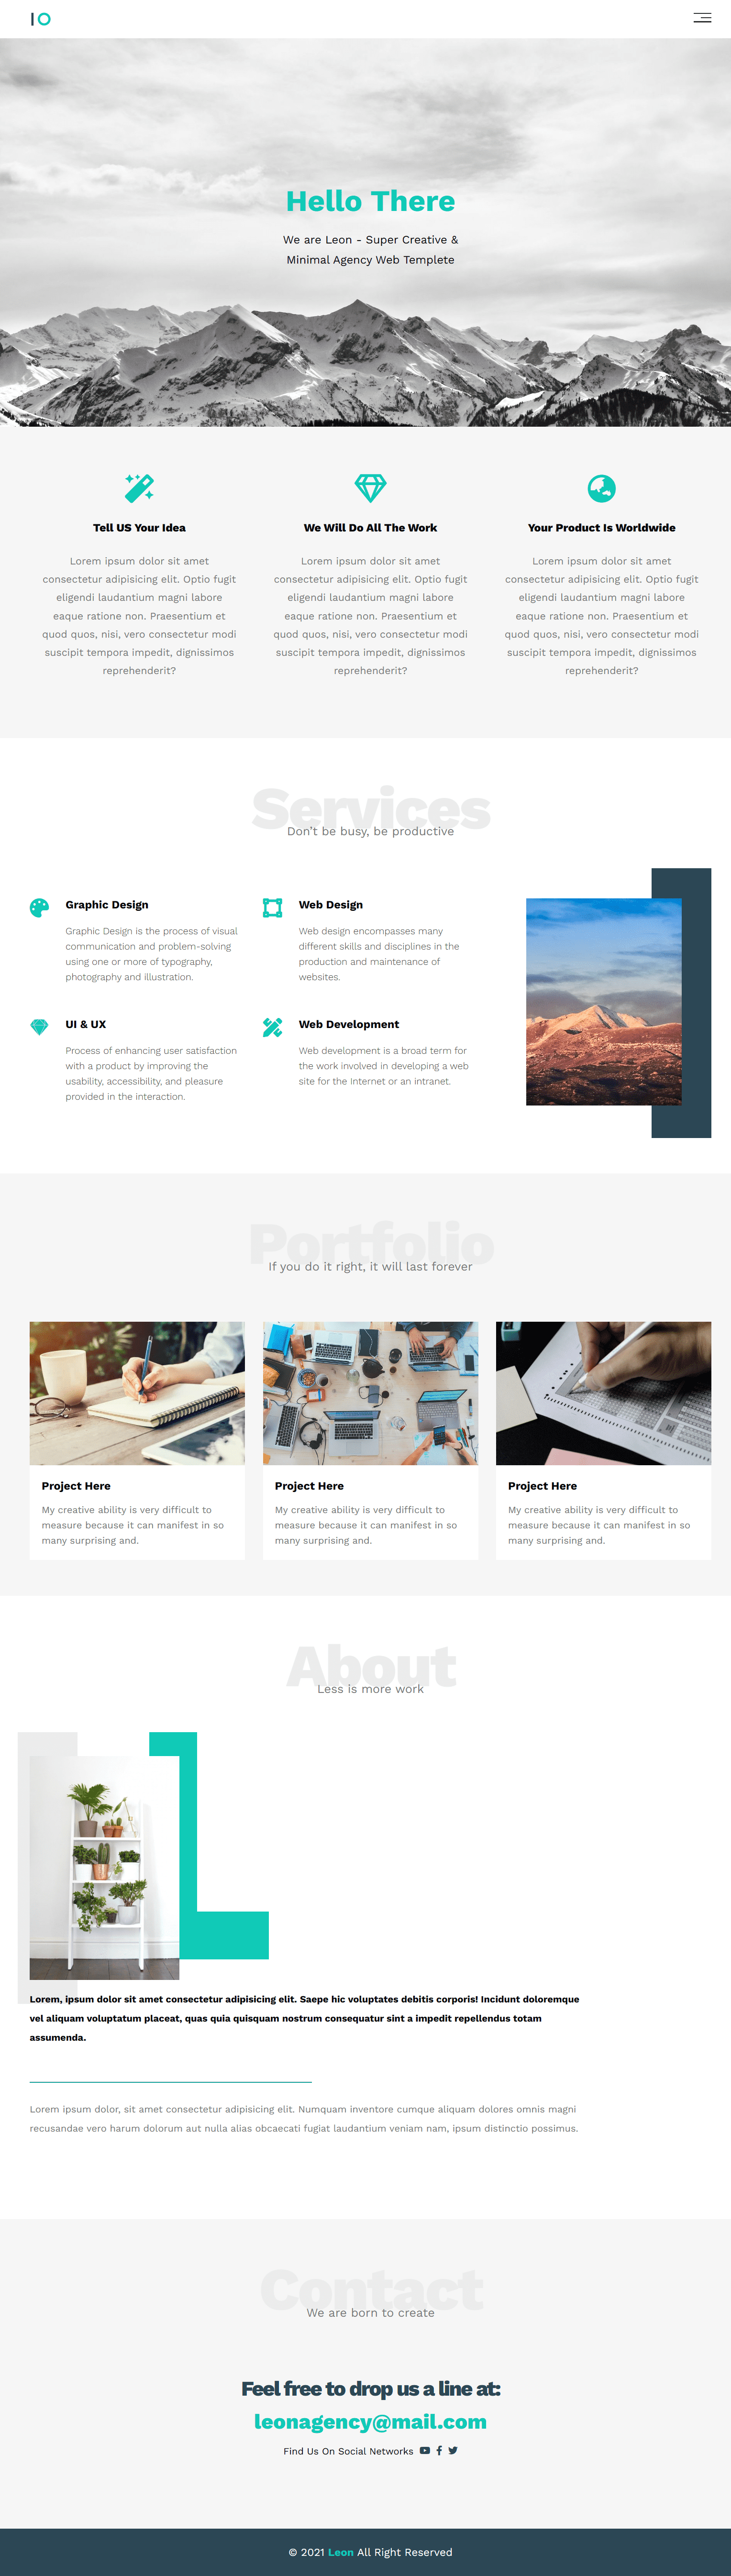 IO
Hello There
We are Leon - Super Creative &
Minimal Agency Web Templete
Tell US Your Idea
Lorem ipsum dolor sit amet
consectetur adipisicing elit. Optio fugit
eligendi laudantium magni labore
eaque ratione non. Praesentium et
quod quos, nisi, vero consectetur modi
suscipit tempora impedit, dignissimos
reprehenderit?
We Will Do All The Work
Lorem ipsum dolor sit amet
consectetur adipisicing elit. Optio fugit
eligendi laudantium magni labore
eaque ratione non. Praesentium et
quod quos, nisi, vero consectetur modi
suscipit tempora impedit, dignissimos
reprehenderit?
Your Product Is Worldwide
Lorem ipsum dolor sit amet
consectetur adipisicing elit. Optio fugit
eligendi laudantium magni labore
eaque ratione non. Praesentium et
quod quos, nisi, vero consectetur modi
suscipit tempora impedit, dignissimos
reprehenderit?
Services
Don't be busy, be productive
Graphic Design
Graphic Design is the process of visual
communication and problem-solving
using one or more of typography,
photography and illustration.
Web Design
Web design encompasses many
different skills and disciplines in the
production and maintenance of
websites.
UI & UX
Process of enhancing user satisfaction
with a product by improving the
usability, accessibility, and pleasure
provided in the interaction.
Web Development
Web development is a broad term for
the work involved in developing a web
site for the Internet or an intranet.
Portfolio
If you do it right, it will last forever
Project Here
My creative ability is very difficult to
measure because it can manifest in so
many surprising and.
Project Here
My creative ability is very difficult to
measure because it can manifest in so
many surprising and.
Project Here
My creative ability is very difficult to
measure because it can manifest in so
many surprising and.
About
Less is more work
Lorem, ipsum dolor sit amet consectetur adipisicing elit. Saepe hic voluptates debitis corporis! Incidunt doloremque
vel aliquam voluptatum placeat, quas quia quisquam nostrum consequatur sint a impedit repellendus totam
assumenda.
Lorem ipsum dolor, sit amet consectetur adipisicing elit. Numquam inventore cumque aliquam dolores omnis magni
recusandae vero harum dolorum aut nulla alias obcaecati fugiat laudantium veniam nam, ipsum distinctio possimus.
Contact
We are born to create
Feel free to drop us a line at:
leonagency@mail.com
Find Us On Social Networks
© 2021 Leon All Right Reserved